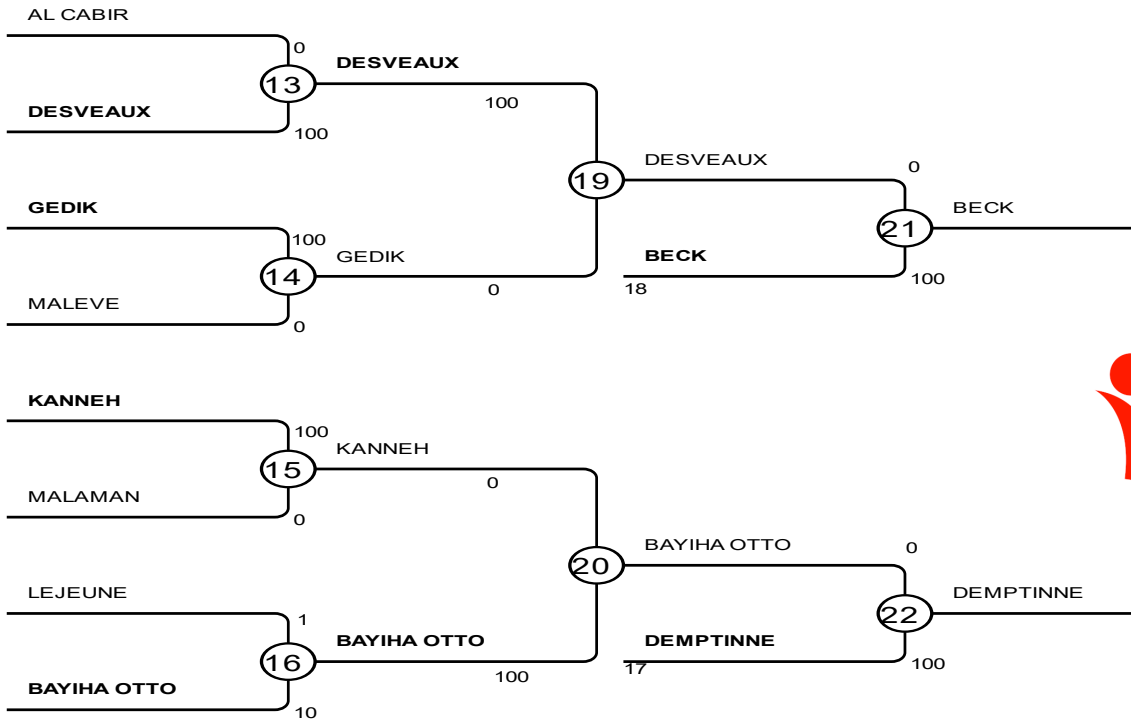 AL CABIR
0
13
DESVEAUX
100
DESVEAUX
100
19
DESVEAUX
0
GEDIK
100
14
GEDIK
0
MALEVE
0
BECK
18
21
100
BECK
KANNEH
100
15
KANNEH
0
MALAMAN
0
20
BAYIHA OTTO
0
LEJEUNE
1
16
BAYIHA OTTO
100
BAYIHA OTTO
10
DEMPTINNE
17
22
100
DEMPTINNE